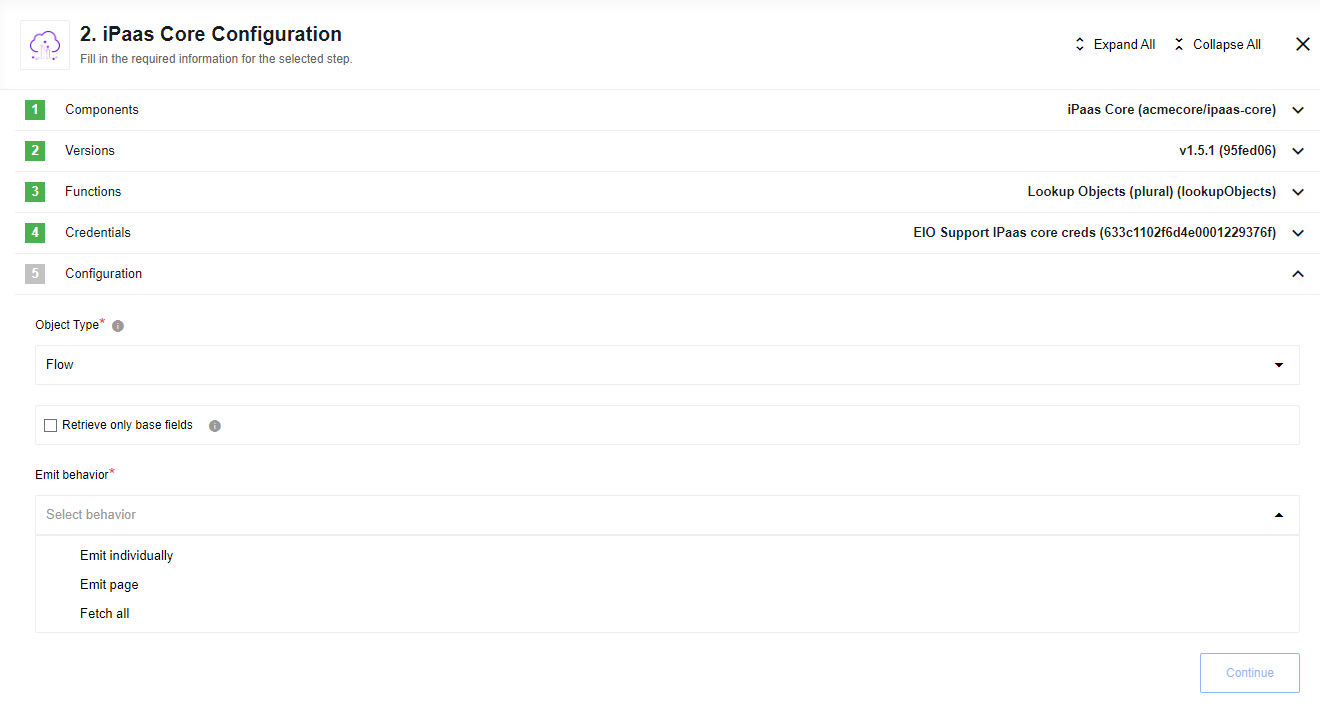 2. iPaas Core Configuration
Fill in the required information for the selected step.
Expand All
Collapse All
1 Components iPaas Core (acmecore/ipaas-core)
2 Versions v1.5.1 (95fed06)
3 Functions Lookup Objects (plural) (lookupObjects)
4 Credentials EIO Support IPaas core creds (633c1102f6d4e0001229376f)
5 Configuration
Object Type* i
Flow
Retrieve only base fields i
Emit behavior*
Select behavior
Emit individually
Emit page
Fetch all
Continue